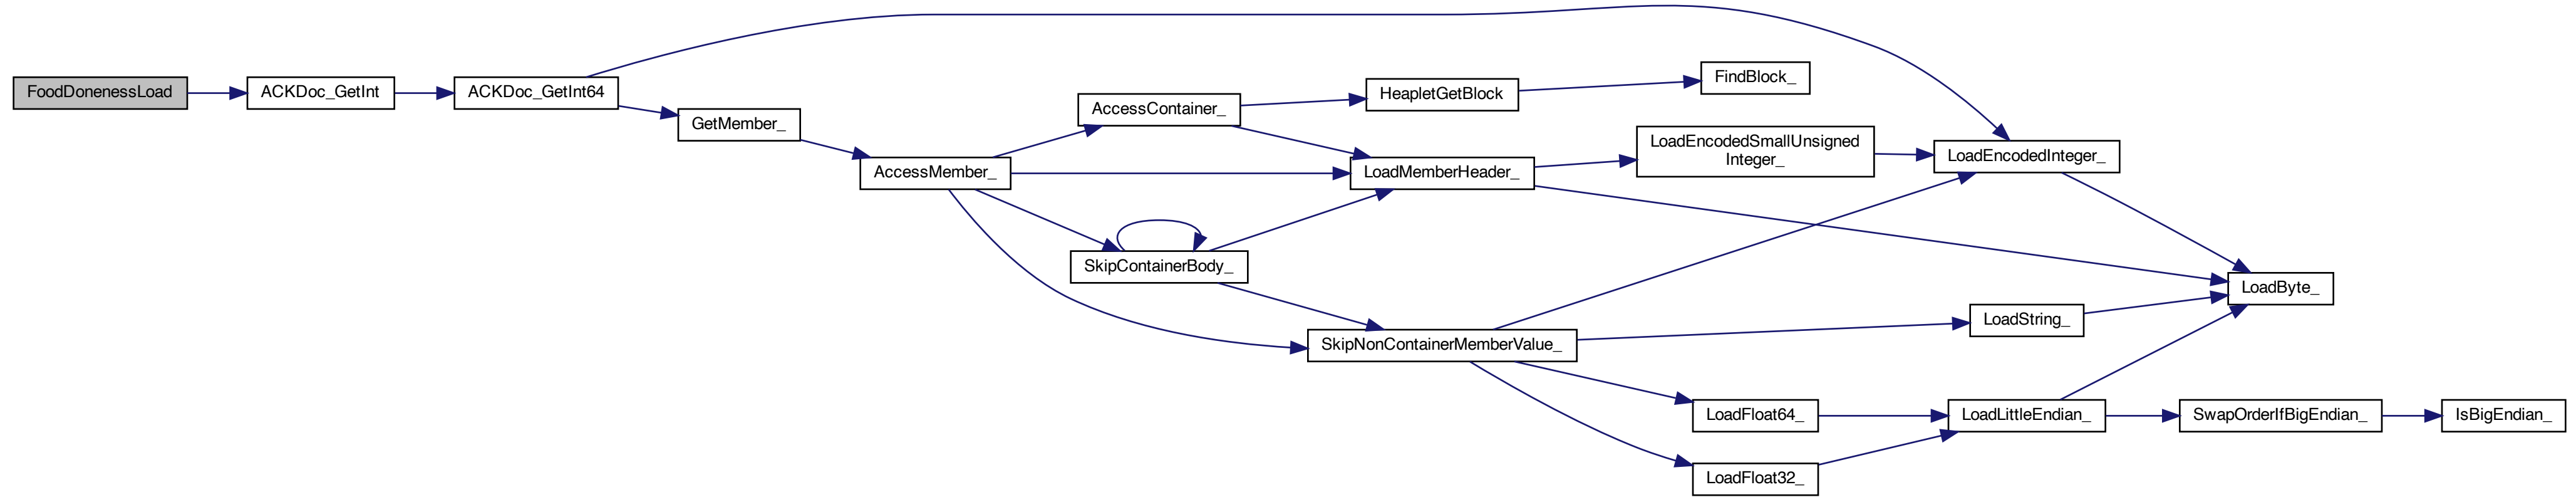 FoodDonenessLoad
ACKDoc_GetInt
ACKDoc_GetInt64
GetMember_
AccessMember_
AccessContainer_
HeapletGetBlock
FindBlock_
LoadMemberHeader_
LoadEncodedSmallUnsigned
Integer_
LoadEncodedInteger_
SkipContainerBody_
LoadByte_
SkipNonContainerMemberValue_
LoadString_
LoadFloat64_
LoadLittleEndian_
SwapOrderIfBigEndian_
IsBigEndian_
LoadFloat32_